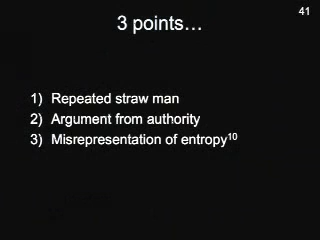 41
3 points…
1) Repeated straw man
2) Argument from authority
3) Misrepresentation of entropy¹⁰